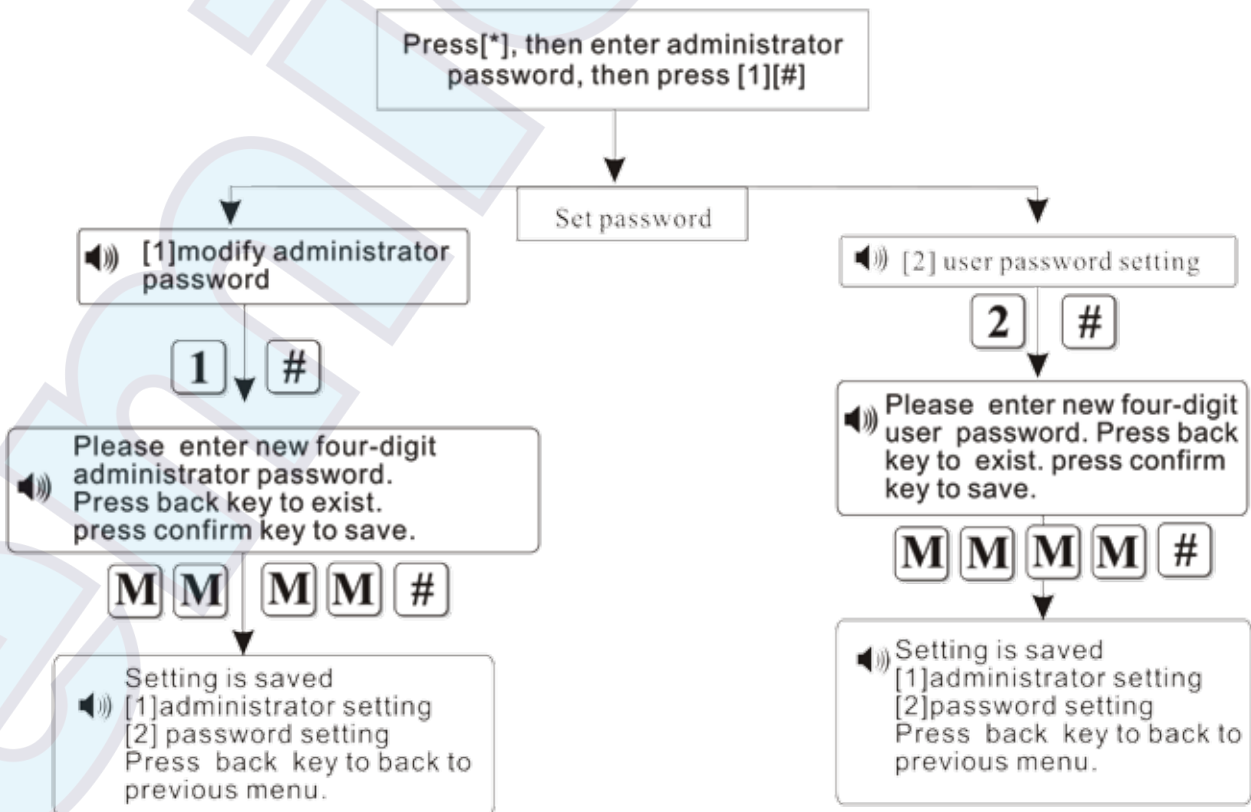 Press[*], then enter administrator
password, then press [1][#]
Set password
[1]modify administrator
password
1 #
Please enter new four-digit
administrator password.
Press back key to exist.
press confirm key to save.
M M M M #
Setting is saved
[1]administrator setting
[2] password setting
Press back key to back to
previous menu.
[2] user password setting
2 #
Please enter new four-digit
user password. Press back
key to exist. press confirm
key to save.
M M M M #
Setting is saved
[1]administrator setting
[2]password setting
Press back key to back to
previous menu.